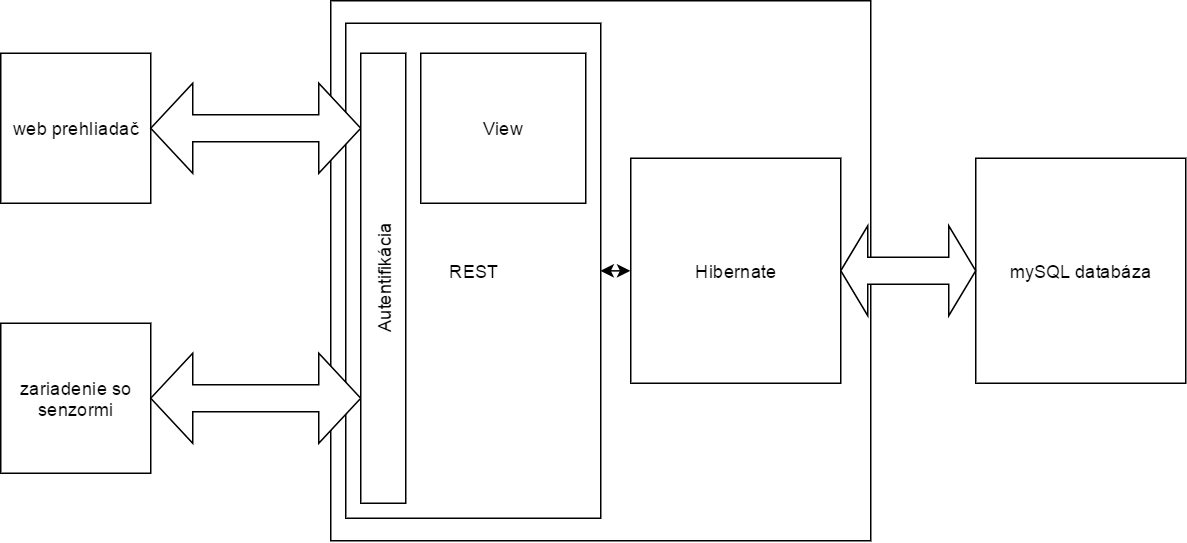 web prehliadač
View
Autentifikácia
REST
Hibernate
mySQL databáza
zariadenie so
senzormi